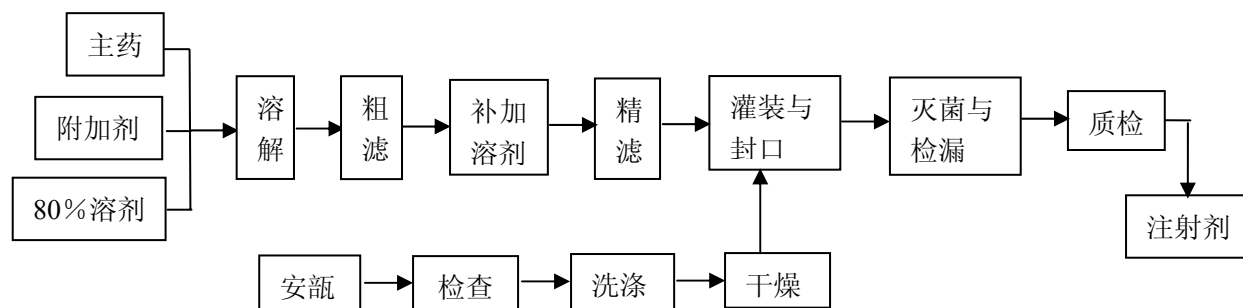 主药
附加剂
80％溶剂
溶
解
粗
滤
补加
溶剂
精
滤
灌装与
封口
灭菌与
检漏
质检
注射剂
安瓿
检查
洗涤
干燥